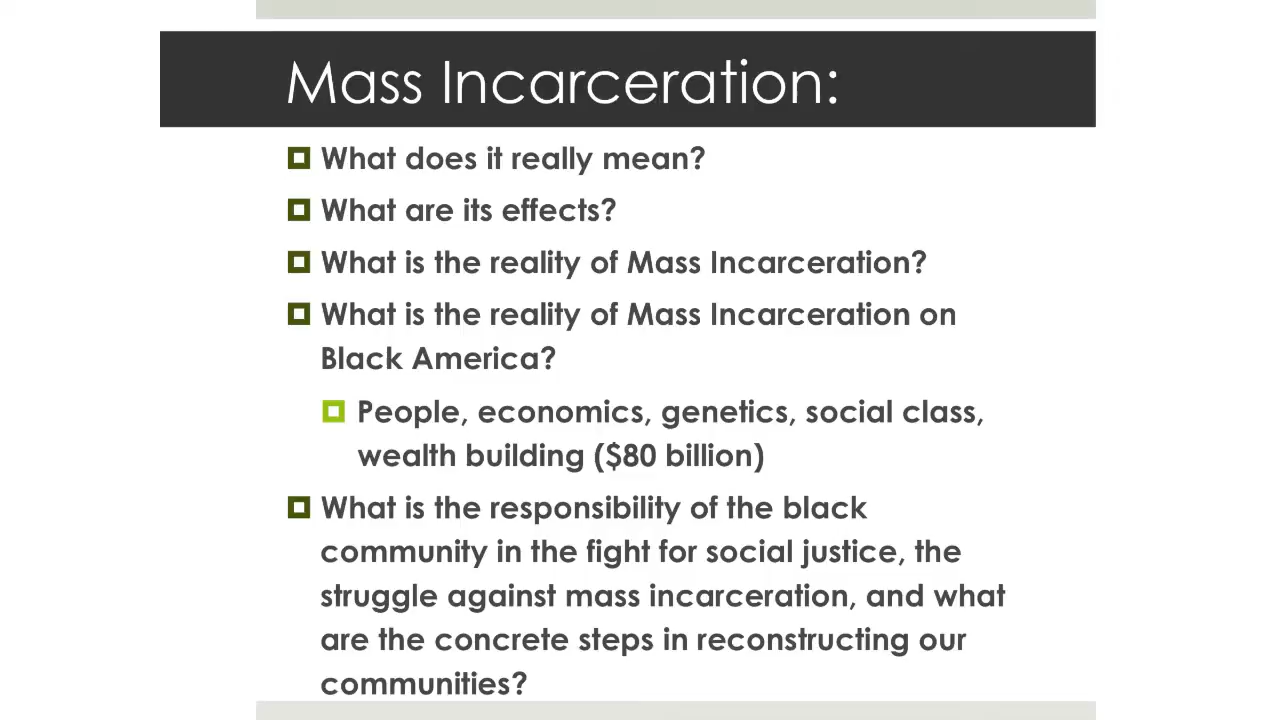 Mass Incarceration:
What does it really mean?
What are its effects?
What is the reality of Mass Incarceration?
What is the reality of Mass Incarceration on
Black America?
People, economics, genetics, social class,
wealth building ($80 billion)
What is the responsibility of the black
community in the fight for social justice, the
struggle against mass incarceration, and what
are the concrete steps in reconstructing our
communities?